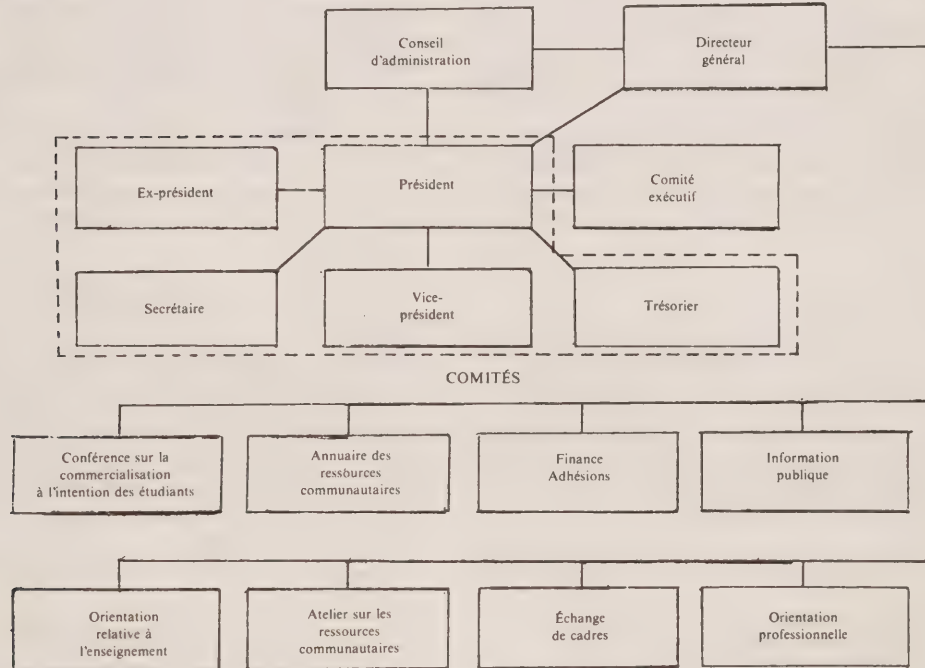 Conseil
d'administration
Directeur
général
Ex-président
Président
Comité
exécutif
Secrétaire
Vice-
président
Trésorier
COMITÉS
Conférence sur la
commercialisation
à l'intention des étudiants
Annuaire des
ressources
communautaires
Finance
Adhésions
Information
publique
Orientation
relative à
l'enseignement
Atelier sur les
ressources
communautaires
Échange
de cadres
Orientation
professionnelle